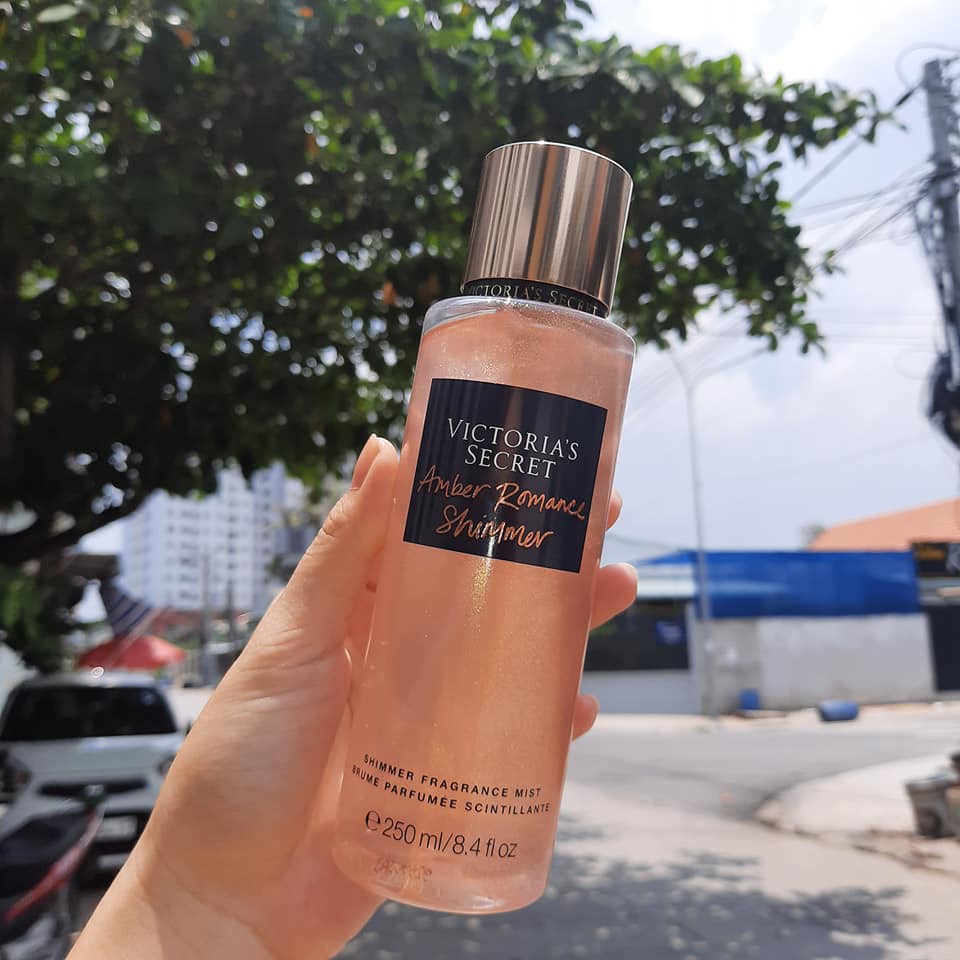 VICTORIA'S SECRET
VICTORIA'S
SECRET
Amber Romance
Shimmer
SHIMMER FRAGRANCE MIST
BRUME PARFUMÉE SCINTILLANTE
℮250 ml/8.4 fl oz